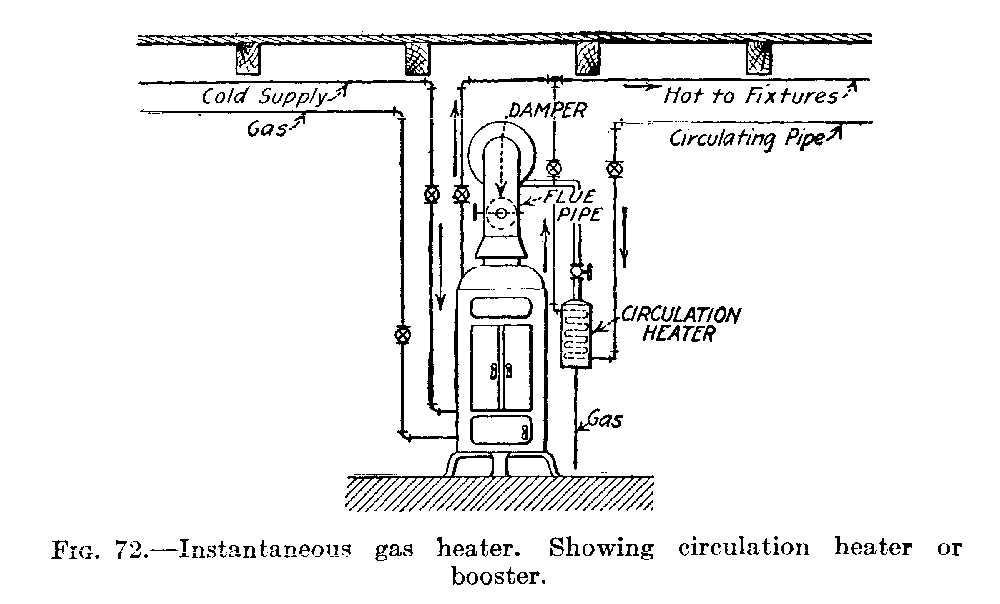 Cold Supply
Hot to Fixtures
Gas
DAMPER
Circulating Pipe
FLUE
PIPE
CIRCULATION
HEATER
Gas
FIG. 72.—Instantaneous gas heater. Showing circulation heater or
booster.